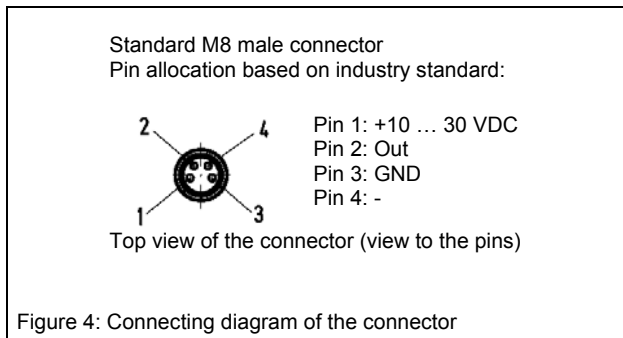 Standard M8 male connector
Pin allocation based on industry standard:
2
4
Pin 1: +10 … 30 VDC
Pin 2: Out
Pin 3: GND
Pin 4: -
1
3
Top view of the connector (view to the pins)
Figure 4: Connecting diagram of the connector